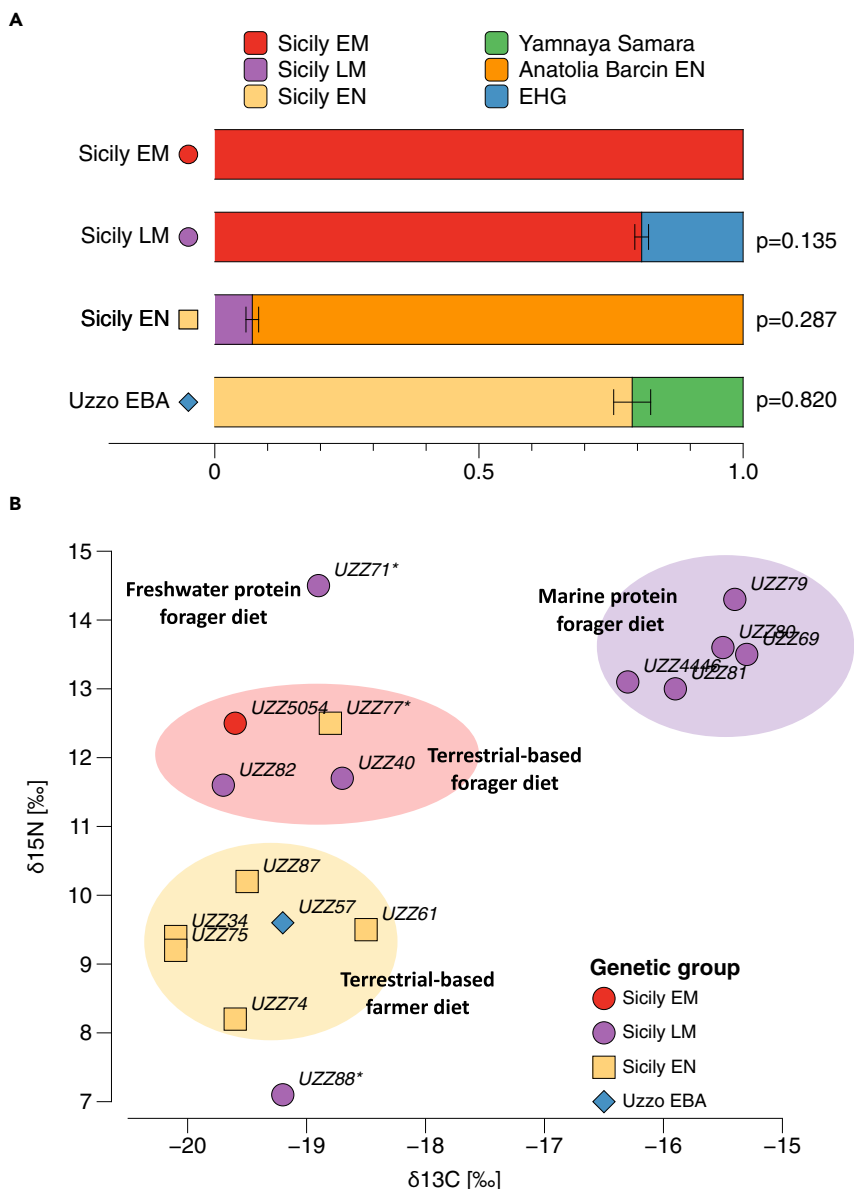 A
Sicily EM
Yamnaya Samara
Sicily LM
Anatolia Barcin EN
Sicily EN
EHG
Sicily EM
Sicily LM
p=0.135
Sicily EN
p=0.287
Uzzo EBA
p=0.820
0
0.5
1.0
B
15
14
13
12
11
10
9
8
7
δ15N [‰]
UZZ71*
Freshwater protein
forager diet
Marine protein
forager diet
UZZ79
UZZ80
UZZ69
UZZ4446
UZZ81
UZZ5054
UZZ77*
UZZ82
UZZ40
Terrestrial-based
forager diet
UZZ87
UZZ34
UZZ57
UZZ61
UZZ75
Terrestrial-based
farmer diet
UZZ74
UZZ88*
Genetic group
Sicily EM
Sicily LM
Sicily EN
Uzzo EBA
−20
−19
−18
−17
−16
−15
δ13C [‰]